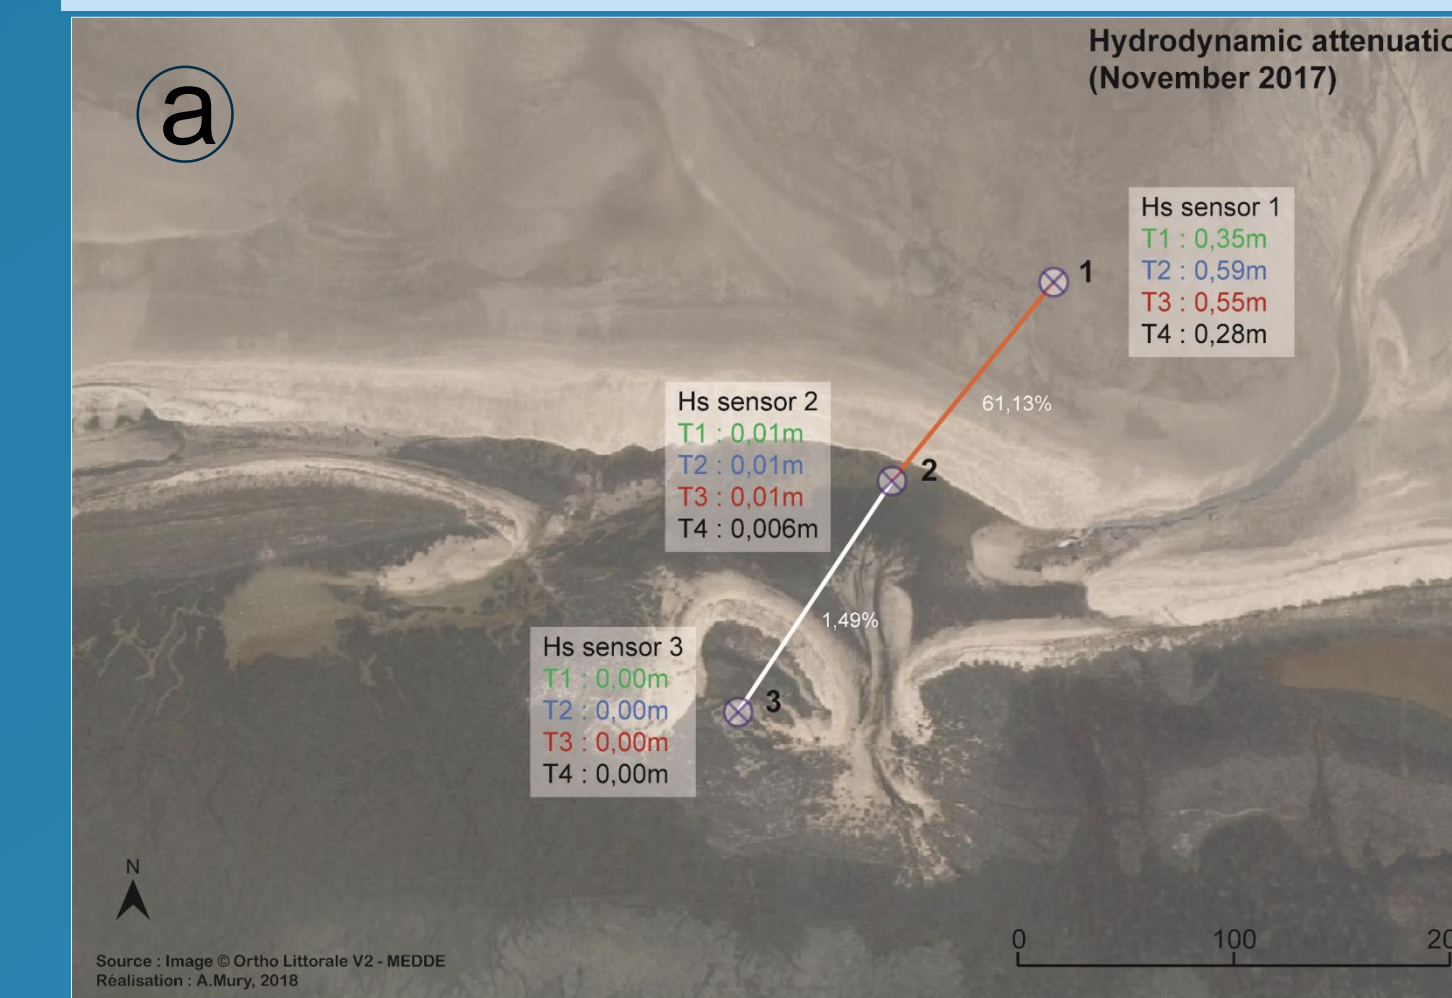 a
Hydrodynamic
(November 2017)
Hs sensor 1
T1 : 0,35m
T2 : 0,59m
T3 : 0,55m
T4 : 0,28m
1
61,13%
Hs sensor 2
T1 : 0,01m
T2 : 0,01m
T3 : 0,01m
T4 : 0,006m
2
1,49%
Hs sensor 3
T1 : 0,00m
T2 : 0,00m
T3 : 0,00m
T4 : 0,00m
3
N
0 100
Source : Image © Ortho Littorale V2 - MEDDE
Réalisation : A.Mury, 2018